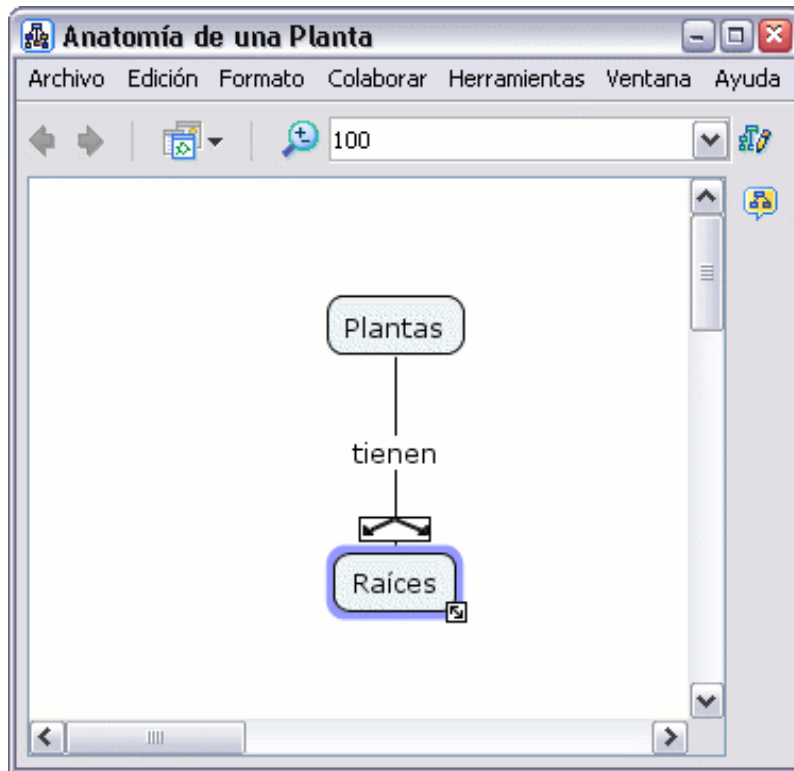 Anatomía de una Planta
Archivo Edición Formato Colaborar Herramientas Ventana Ayuda
100
Plantas
tienen
Raíces